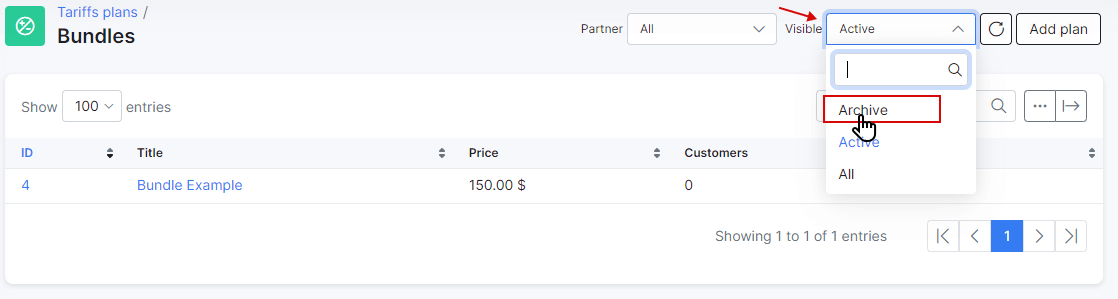 Tariffs plans /
Bundles
Partner All Visible Active Add plan
Show 100 entries
Archive
Active
All
ID Title Price Customers
4 Bundle Example 150.00 $ 0
Showing 1 to 1 of 1 entries 1